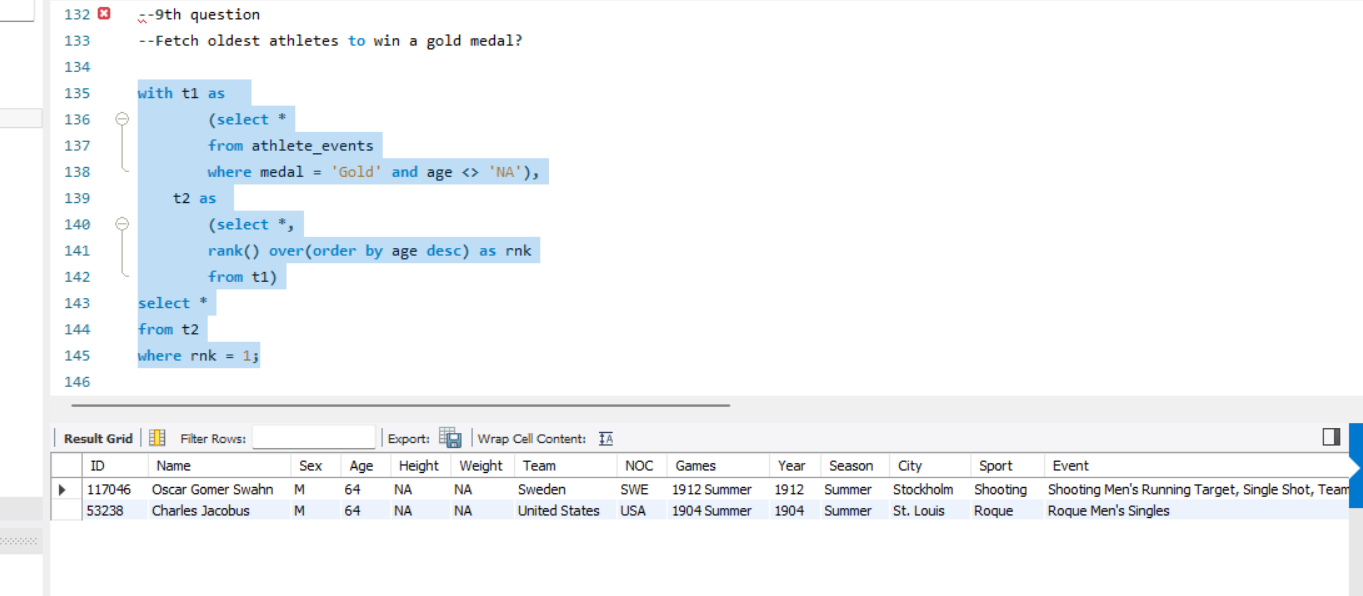 132 --9th question
133 --Fetch oldest athletes to win a gold medal?
134
135 with t1 as
136 (select *
137 from athlete_events
138 where medal = 'Gold' and age <> 'NA'),
139 t2 as
140 (select *,
141 rank() over(order by age desc) as rnk
142 from t1)
143 select *
144 from t2
145 where rnk = 1;
146
Result Grid Filter Rows: Export: Wrap Cell Content: IA
ID Name Sex Age Height Weight Team NOC Games Year Season City Sport Event
117046 Oscar Gomer Swahn M 64 NA NA Sweden SWE 1912 Summer 1912 Summer Stockholm Shooting Shooting Men's Running Target, Single Shot, Team
53238 Charles Jacobus M 64 NA NA United States USA 1904 Summer 1904 Summer St. Louis Roque Roque Men's Singles